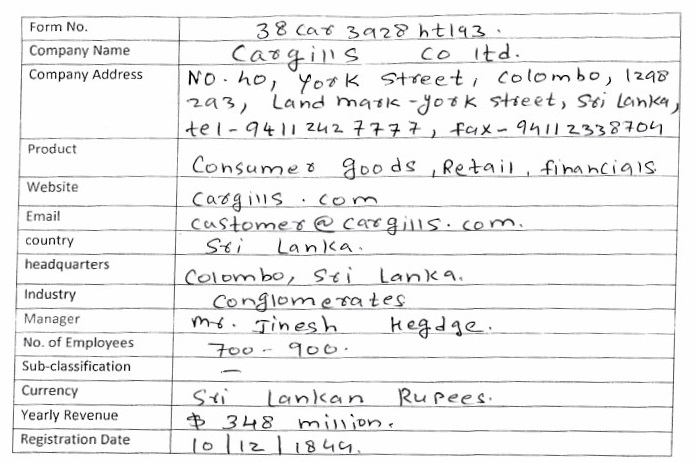 Form No. 38 car 3928 ht193.
Company Name Cargills co ltd.
Company Address NO. 40, York Street, Colombo, 1298
293, Land mark - york street, Sri Lanka,
tel - 9411 242 7777, fax - 94112338704
Product Consumer goods, Retail, financials
Website cargills.com
Email customer@cargills.com.
country Sri Lanka.
headquarters Colombo, Sri Lanka.
Industry Conglomerates
Manager mr. Jinesh Hegdge.
No. of Employees 700 - 900.
Sub-classification —
Currency Sri Lankan Rupees.
Yearly Revenue $ 348 million.
Registration Date 10/12/1844.